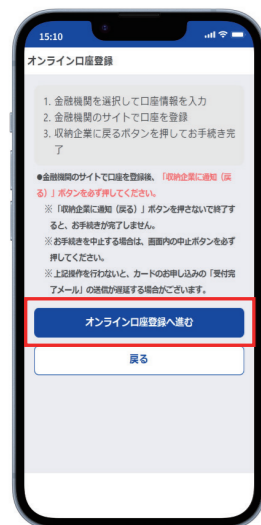 15:10
オンライン口座登録
1. 金融機関を選択して口座情報を入力
2. 金融機関のサイトで口座を登録
3. 収納企業に戻るボタンを押してお手続き完
了
●金融機関のサイトで口座を登録後、「収納企業に通知（戻
る）」ボタンを必ず押してください。
※「収納企業に通知（戻る）」ボタンを押さないで終了す
ると、お手続きが完了しません。
※お手続きを中止する場合は、画面内の中止ボタンを必ず
押してください。
※上記操作を行わないと、カードのお申し込みの「受付完
了メール」の送信が遅延する場合がございます。
オンライン口座登録へ進む
戻る